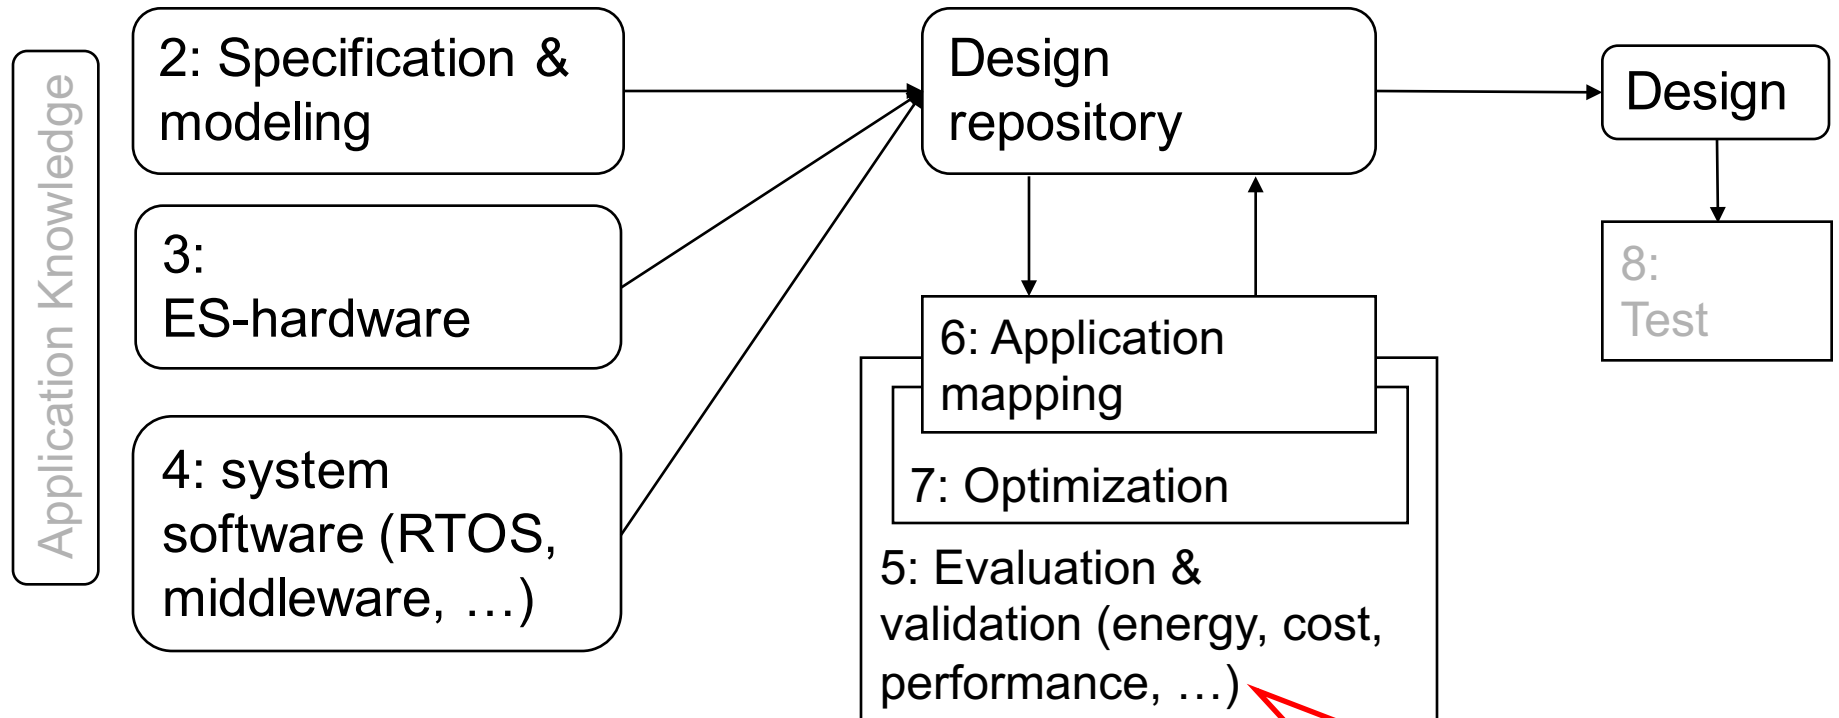 Application Knowledge
2: Specification &
modeling
3:
ES-hardware
4: system
software (RTOS,
middleware, …)
Design
repository
6: Application
mapping
7: Optimization
5: Evaluation &
validation (energy, cost,
performance, …)
Design
8:
Test